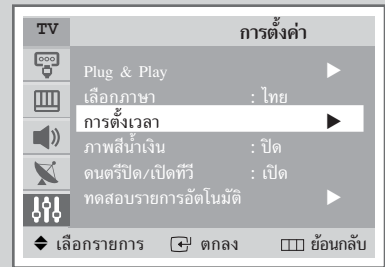 TV การตั้งค่า
Plug & Play
เลือกภาษา : ไทย
การตั้งเวลา
ภาพสีน้ำเงิน : ปิด
ดนตรีปิด/เปิดทีวี : เปิด
ทดสอบรายการอัตโนมัติ
เลือกรายการ ตกลง ย้อนกลับ